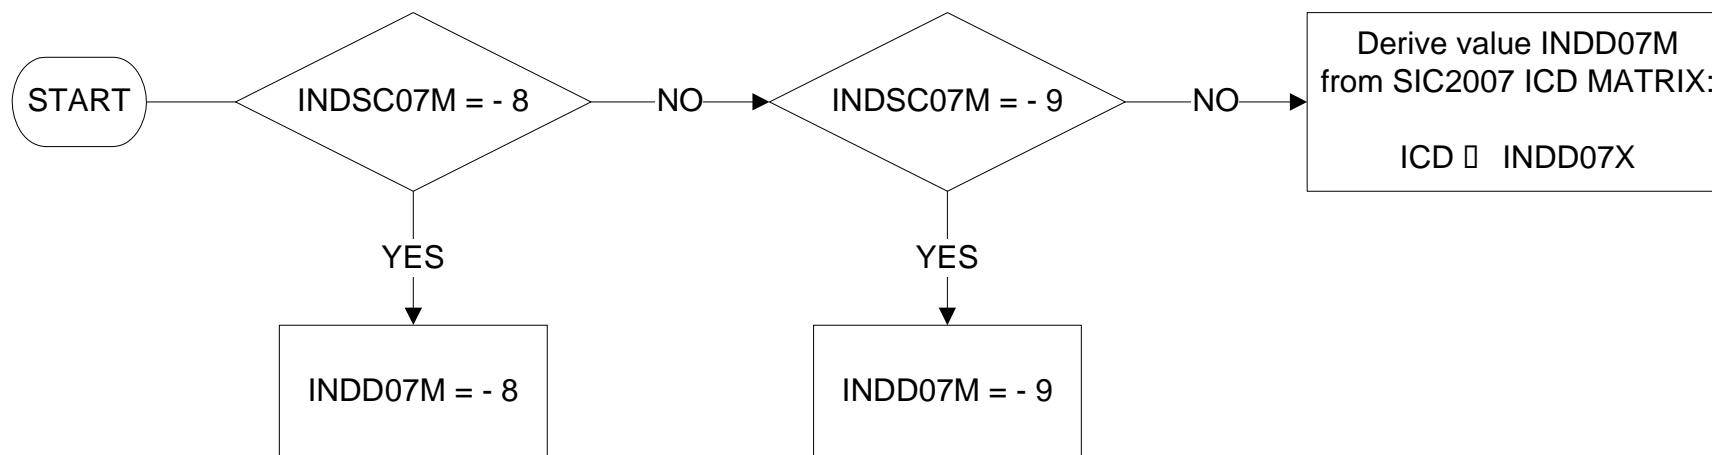 START
INDSC07M = - 8
NO
INDSC07M = - 9
NO
Derive value INDD07M
from SIC2007 ICD MATRIX:
ICD ▯ INDD07X
YES
YES
INDD07M = - 8
INDD07M = - 9